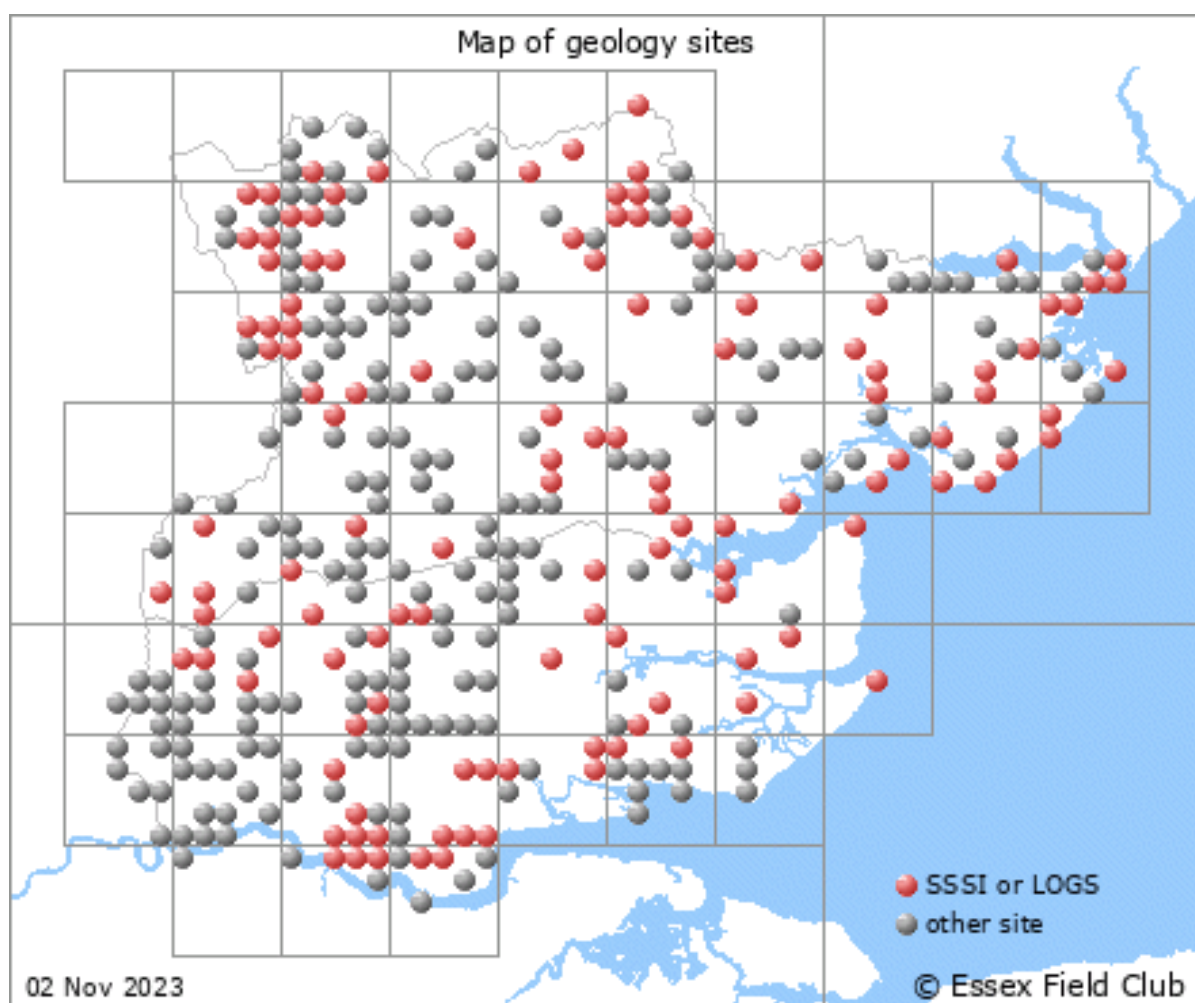 Map of geology sites
SSSI or LOGS
other site
02 Nov 2023
© Essex Field Club